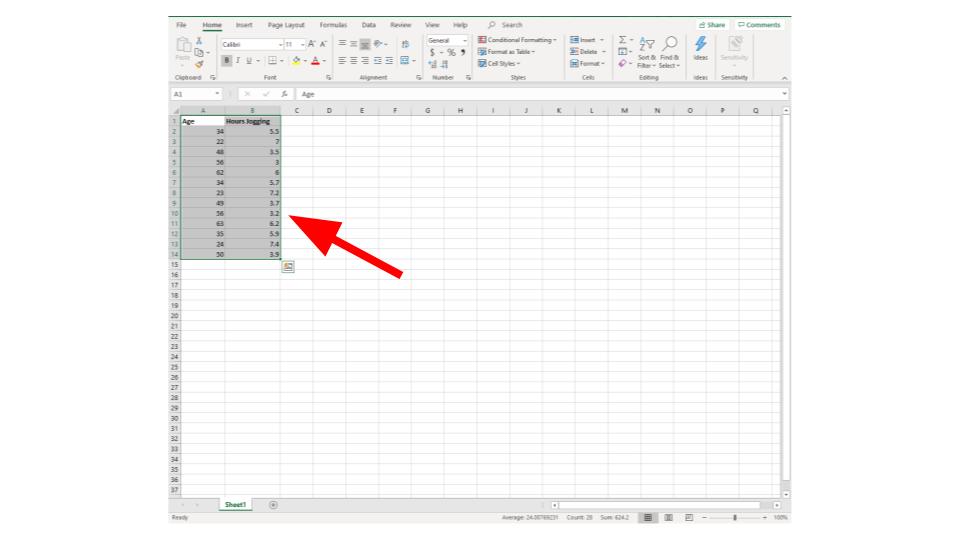 File Home Insert Page Layout Formulas Data Review View Help Search Share Comments
Calibri 11 A A General Conditional Formatting Insert
Paste B I U A $ % Format as Table Delete Sort & Find & Ideas Sensitivity
Cell Styles Format Filter Select
Clipboard Font Alignment Number Styles Cells Editing Ideas Sensitivity
A1 fx Age
A B C D E F G H I J K L M N O P Q
1 Age Hours Jogging
2 34 5.5
3 22 7
4 48 3.5
5 56 3
6 62 6
7 34 5.7
8 23 7.2
9 49 3.7
10 56 3.2
11 63 6.2
12 35 5.9
13 24 7.4
14 50 3.9
15
16
17
18
19
20
21
22
23
24
25
26
27
28
29
30
31
32
33
34
35
36
37
Sheet1
Ready Average: 24.00769231 Count: 28 Sum: 624.2 100%